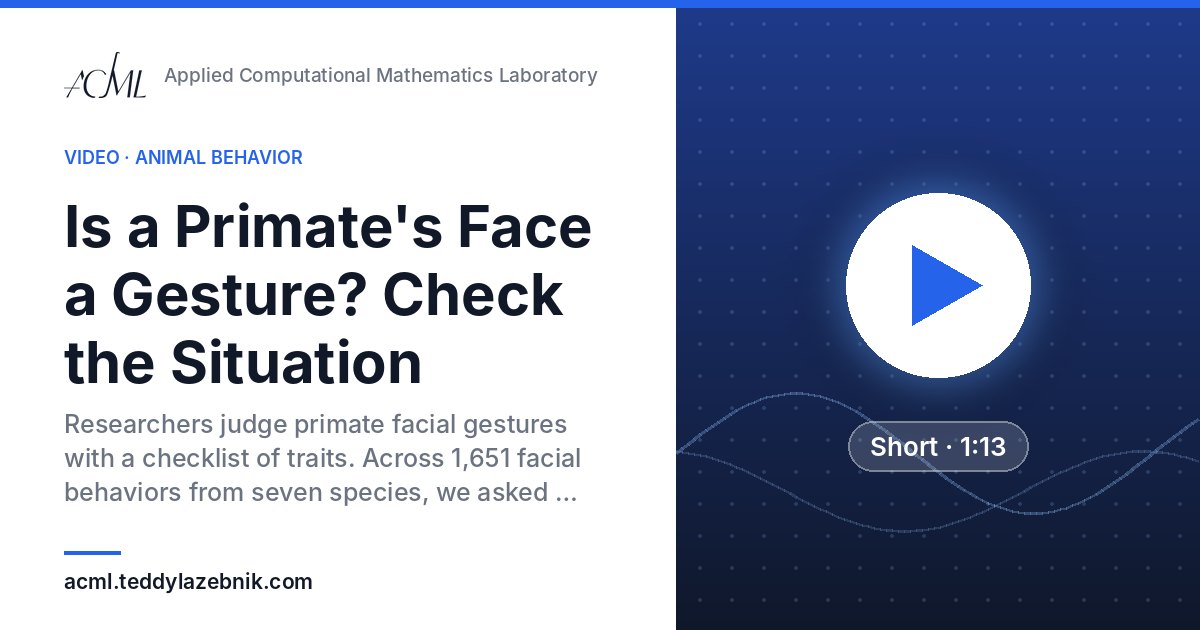 ACML Applied Computational Mathematics Laboratory
VIDEO · ANIMAL BEHAVIOR
Is a Primate's Face
a Gesture? Check
the Situation
Researchers judge primate facial gestures
with a checklist of traits. Across 1,651 facial
behaviors from seven species, we asked ...
acml.teddylazebnik.com
Short · 1:13